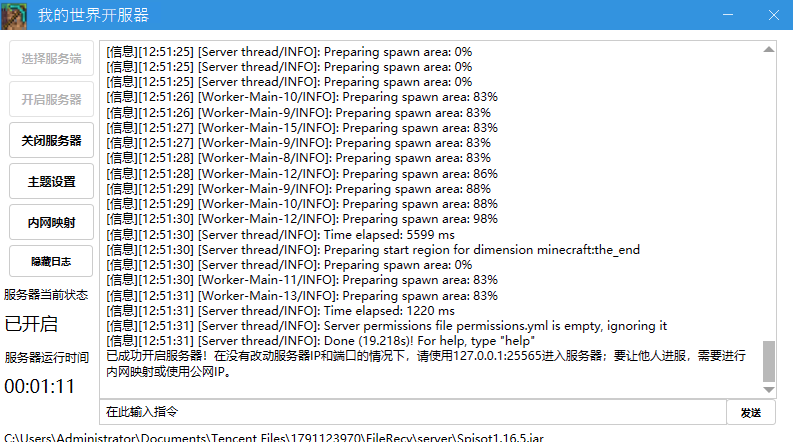 我的世界开服器
选择服务端
开启服务器
关闭服务器
主题设置
内网映射
隐藏日志
服务器当前状态
已开启
服务器运行时间
00:01:11
[信息][12:51:25] [Server thread/INFO]: Preparing spawn area: 0%
[信息][12:51:25] [Server thread/INFO]: Preparing spawn area: 0%
[信息][12:51:25] [Server thread/INFO]: Preparing spawn area: 0%
[信息][12:51:26] [Worker-Main-10/INFO]: Preparing spawn area: 83%
[信息][12:51:26] [Worker-Main-9/INFO]: Preparing spawn area: 83%
[信息][12:51:27] [Worker-Main-15/INFO]: Preparing spawn area: 83%
[信息][12:51:27] [Worker-Main-9/INFO]: Preparing spawn area: 83%
[信息][12:51:28] [Worker-Main-8/INFO]: Preparing spawn area: 83%
[信息][12:51:28] [Worker-Main-12/INFO]: Preparing spawn area: 86%
[信息][12:51:29] [Worker-Main-9/INFO]: Preparing spawn area: 88%
[信息][12:51:29] [Worker-Main-10/INFO]: Preparing spawn area: 88%
[信息][12:51:30] [Worker-Main-12/INFO]: Preparing spawn area: 98%
[信息][12:51:30] [Server thread/INFO]: Time elapsed: 5599 ms
[信息][12:51:30] [Server thread/INFO]: Preparing start region for dimension minecraft:the_end
[信息][12:51:30] [Server thread/INFO]: Preparing spawn area: 0%
[信息][12:51:30] [Worker-Main-11/INFO]: Preparing spawn area: 83%
[信息][12:51:31] [Worker-Main-13/INFO]: Preparing spawn area: 83%
[信息][12:51:31] [Server thread/INFO]: Time elapsed: 1220 ms
[信息][12:51:31] [Server thread/INFO]: Server permissions file permissions.yml is empty, ignoring it
[信息][12:51:31] [Server thread/INFO]: Done (19.218s)! For help, type "help"
已成功开启服务器！在没有改动服务器IP和端口的情况下，请使用127.0.0.1:25565进入服务器；要让他人进服，需要进行
内网映射或使用公网IP。
在此输入指令
发送
C:\Users\Administrator\Documents\Tencent Files\1791123970\FileRecv\server\Spisot1.16.5.jar